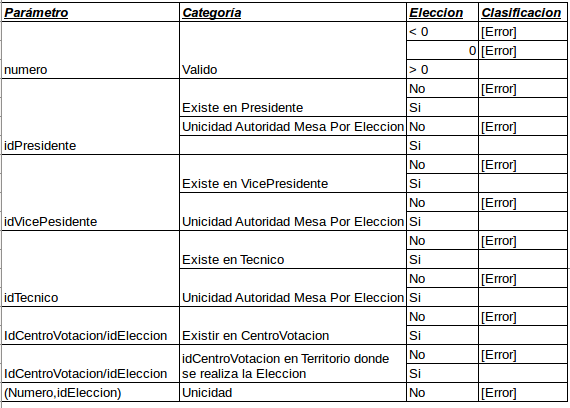 Parámetro Categoría Eleccion Clasificacion
< 0 [Error]
0 [Error]
numero Valido > 0
No [Error]
Existe en Presidente Si
Unicidad Autoridad Mesa Por Eleccion No [Error]
idPresidente Si
No [Error]
Existe en VicePresidente Si
No [Error]
idVicePesidente Unicidad Autoridad Mesa Por Eleccion Si
No [Error]
Existe en Tecnico Si
No [Error]
idTecnico Unicidad Autoridad Mesa Por Eleccion Si
No [Error]
IdCentroVotacion/idEleccion Existir en CentroVotacion Si
idCentroVotacion en Territorio donde No [Error]
IdCentroVotacion/idEleccion se realiza la Eleccion Si
(Numero,idEleccion) Unicidad No [Error]